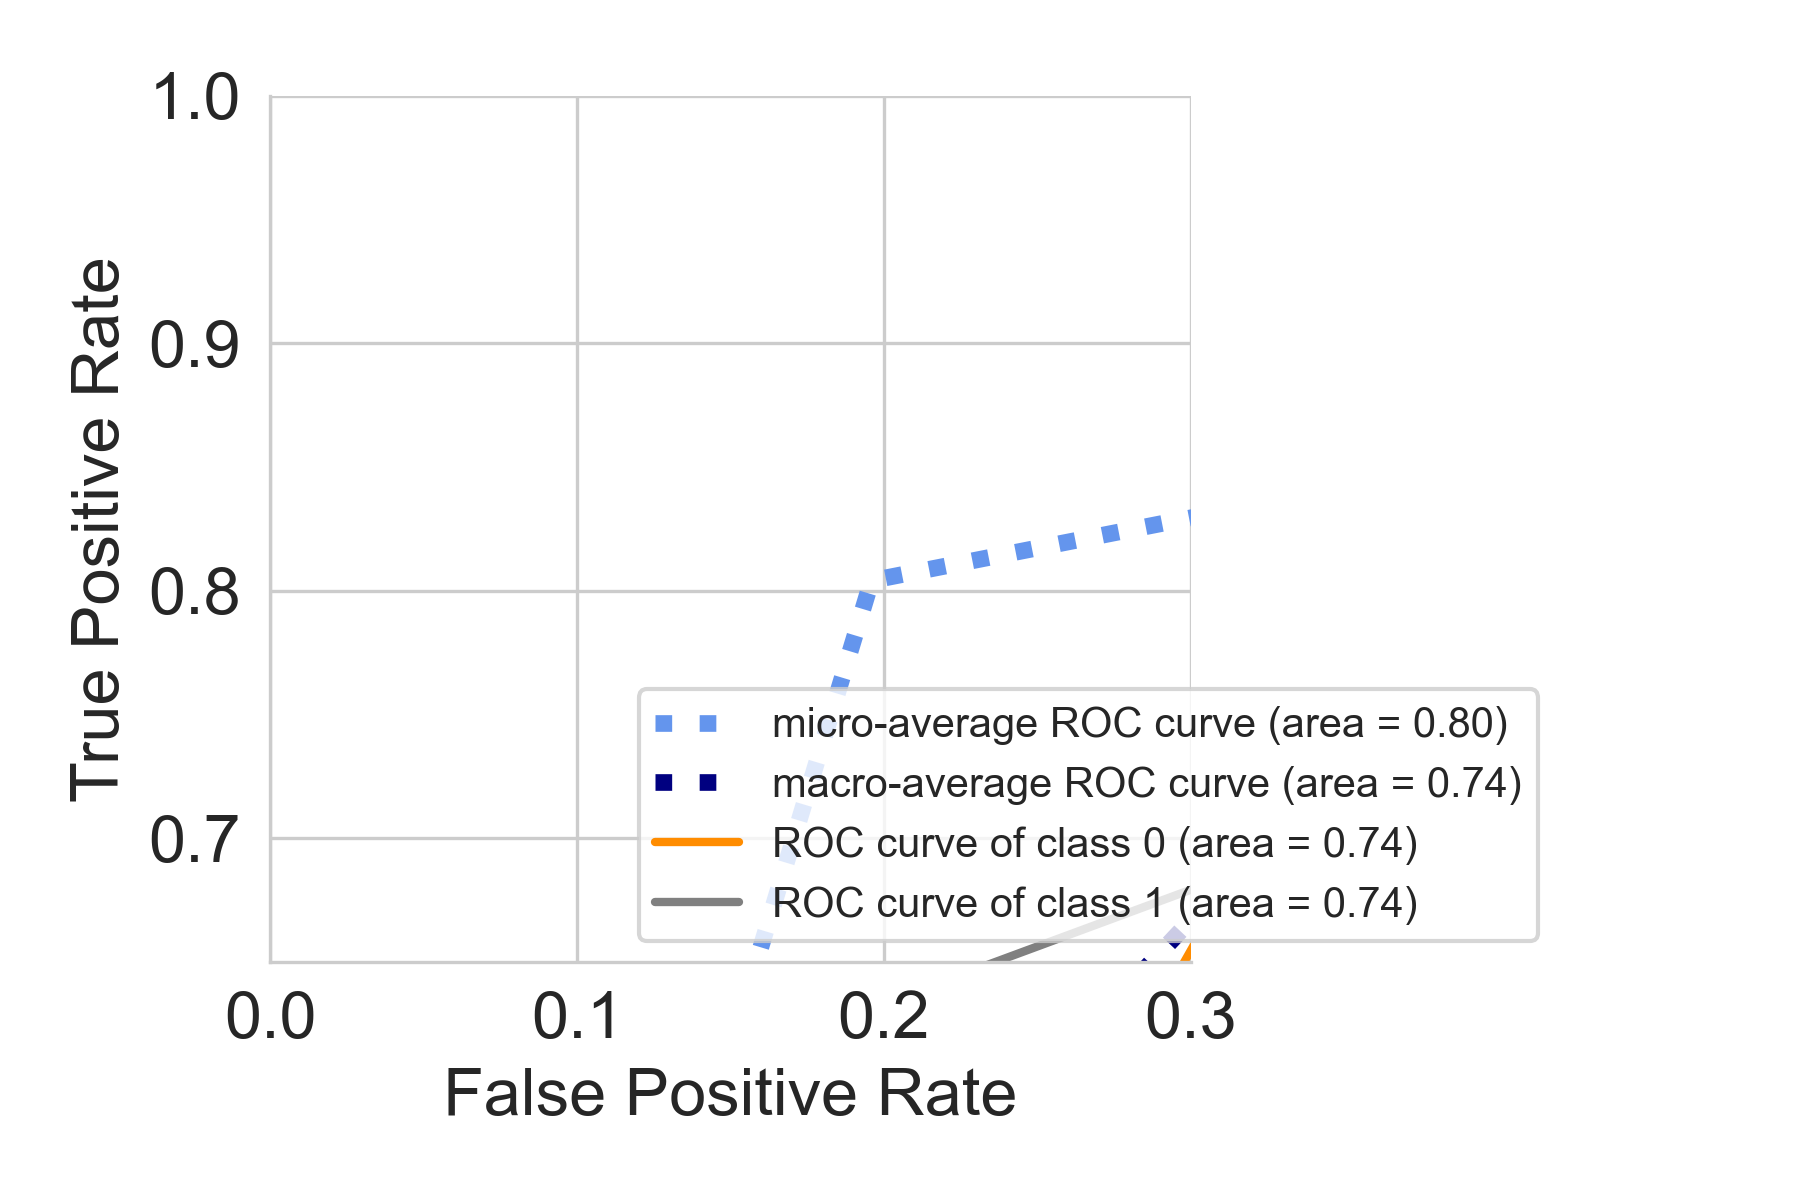 1.0
0.9
0.8
0.7
True Positive Rate
micro-average ROC curve (area = 0.80)
macro-average ROC curve (area = 0.74)
ROC curve of class 0 (area = 0.74)
ROC curve of class 1 (area = 0.74)
0.0 0.1 0.2 0.3
False Positive Rate